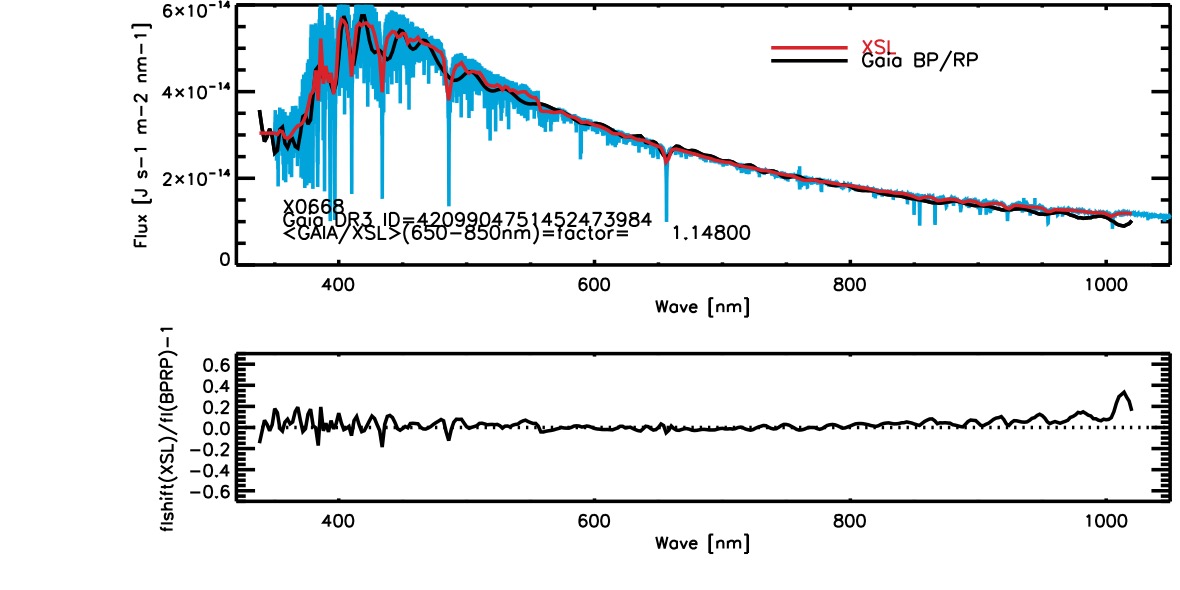 6×10⁻¹⁴
4×10⁻¹⁴
2×10⁻¹⁴
0
Flux [J s−1 m−2 nm−1]
XSL
Gaia BP/RP
X0668
Gaia DR3 ID=4209904751452473984
<GAIA/XSL>(650−850nm)=factor= 1.14800
400 600 800 1000
Wave [nm]
flshift(XSL)/fl(BPRP)−1
0.6
0.4
0.2
0.0
−0.2
−0.4
−0.6
400 600 800 1000
Wave [nm]